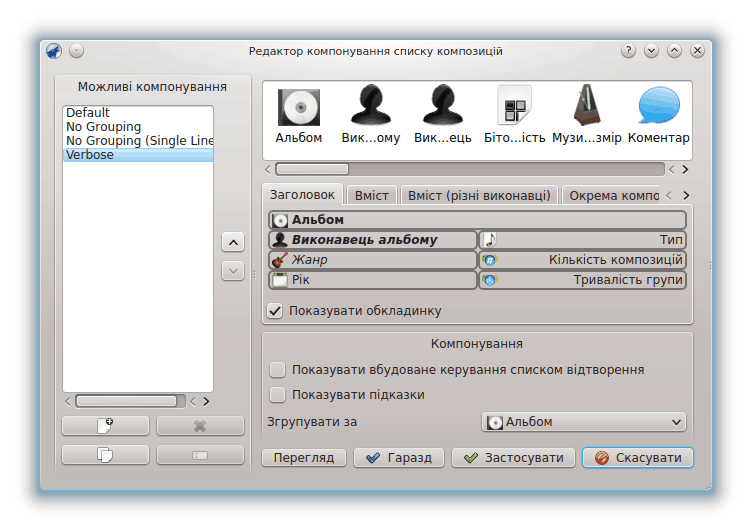 Редактор компонування списку композицій
Можливі компонування
Default
No Grouping
No Grouping (Single Line
Verbose
Альбом
Вик...ому
Вик...ець
Біто...ість
Музи...змір
Коментар
Заголовок
Вміст
Вміст (різні виконавці)
Окрема компо
Альбом
Виконавець альбому
Тип
Жанр
Кількість композицій
Рік
Тривалість групи
Показувати обкладинку
Компонування
Показувати вбудоване керування списком відтворення
Показувати підказки
Згрупувати за
Альбом
Перегляд
Гаразд
Застосувати
Скасувати